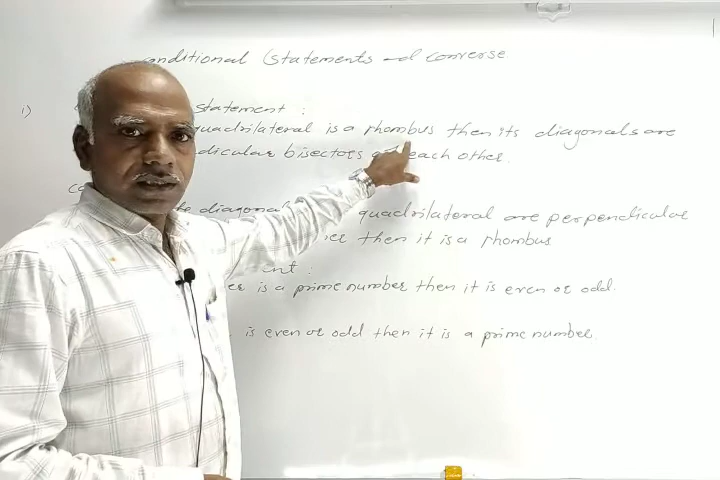 onditional statements and converse
1) statement :
quadrilateral is a rhombus then its diagonals are
dicular bisectors each other.
diagonal quadrilateral are perpendicular
then it is a rhombus
nt :
er is a prime number then it is even or odd.
is even or odd then it is a prime number.